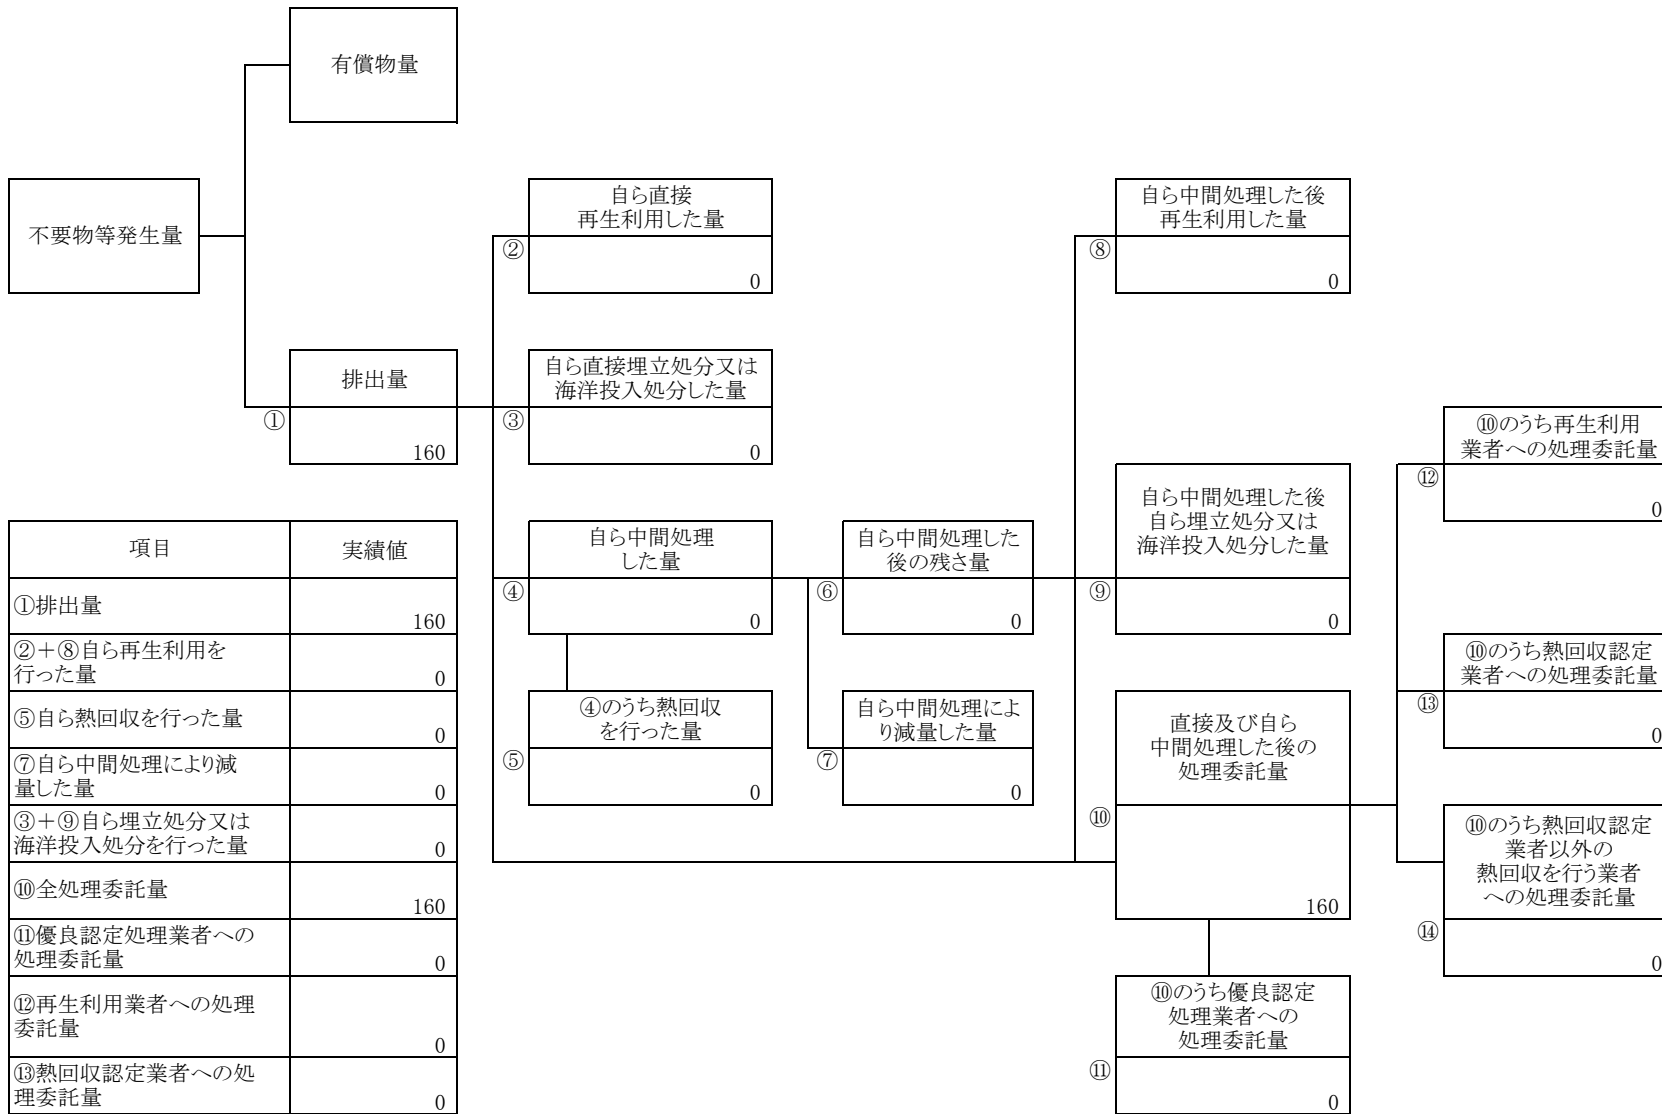 有償物量
不要物等発生量
自ら直接
再生利用した量
②
0
自ら中間処理した後
再生利用した量
⑧
0
排出量
①
160
自ら直接埋立処分又は
海洋投入処分した量
③
0
⑩のうち再生利用
業者への処理委託量
⑫
0
自ら中間処理
した量
④
0
自ら中間処理した
後の残さ量
⑥
0
自ら中間処理した後
自ら埋立処分又は
海洋投入処分した量
⑨
0
⑩のうち熱回収認定
業者への処理委託量
⑬
0
④のうち熱回収
を行った量
⑤
0
自ら中間処理によ
り減量した量
⑦
0
直接及び自ら
中間処理した後の
処理委託量
⑩
160
⑩のうち熱回収認定
業者以外の
熱回収を行う業者
への処理委託量
⑭
0
⑩のうち優良認定
処理業者への
処理委託量
⑪
0
項目 実績値
①排出量 160
②＋⑧自ら再生利用を
行った量 0
⑤自ら熱回収を行った量 0
⑦自ら中間処理により減
量した量 0
③＋⑨自ら埋立処分又は
海洋投入処分を行った量 0
⑩全処理委託量 160
⑪優良認定処理業者への
処理委託量 0
⑫再生利用業者への処理
委託量 0
⑬熱回収認定業者への処
理委託量 0